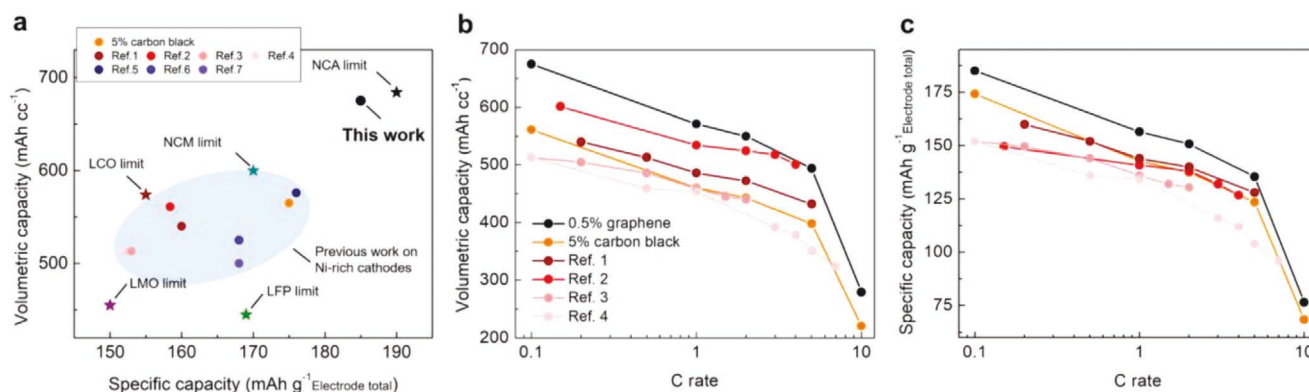 a
5% carbon black
Ref.1 Ref.2 Ref.3 Ref.4
Ref.5 Ref.6 Ref.7
NCA limit
This work
NCM limit
LCO limit
Previous work on
Ni-rich cathodes
LMO limit
LFP limit
700
600
500
150 160 170 180 190
Volumetric capacity (mAh cc⁻¹)
Specific capacity (mAh g⁻¹Electrode total)
b
700
600
500
400
300
200
0.1 1 10
Volumetric capacity (mAh cc⁻¹)
C rate
0.5% graphene
5% carbon black
Ref. 1
Ref. 2
Ref. 3
Ref. 4
c
175
150
125
100
75
0.1 1 10
Specific capacity (mAh g⁻¹Electrode total)
C rate